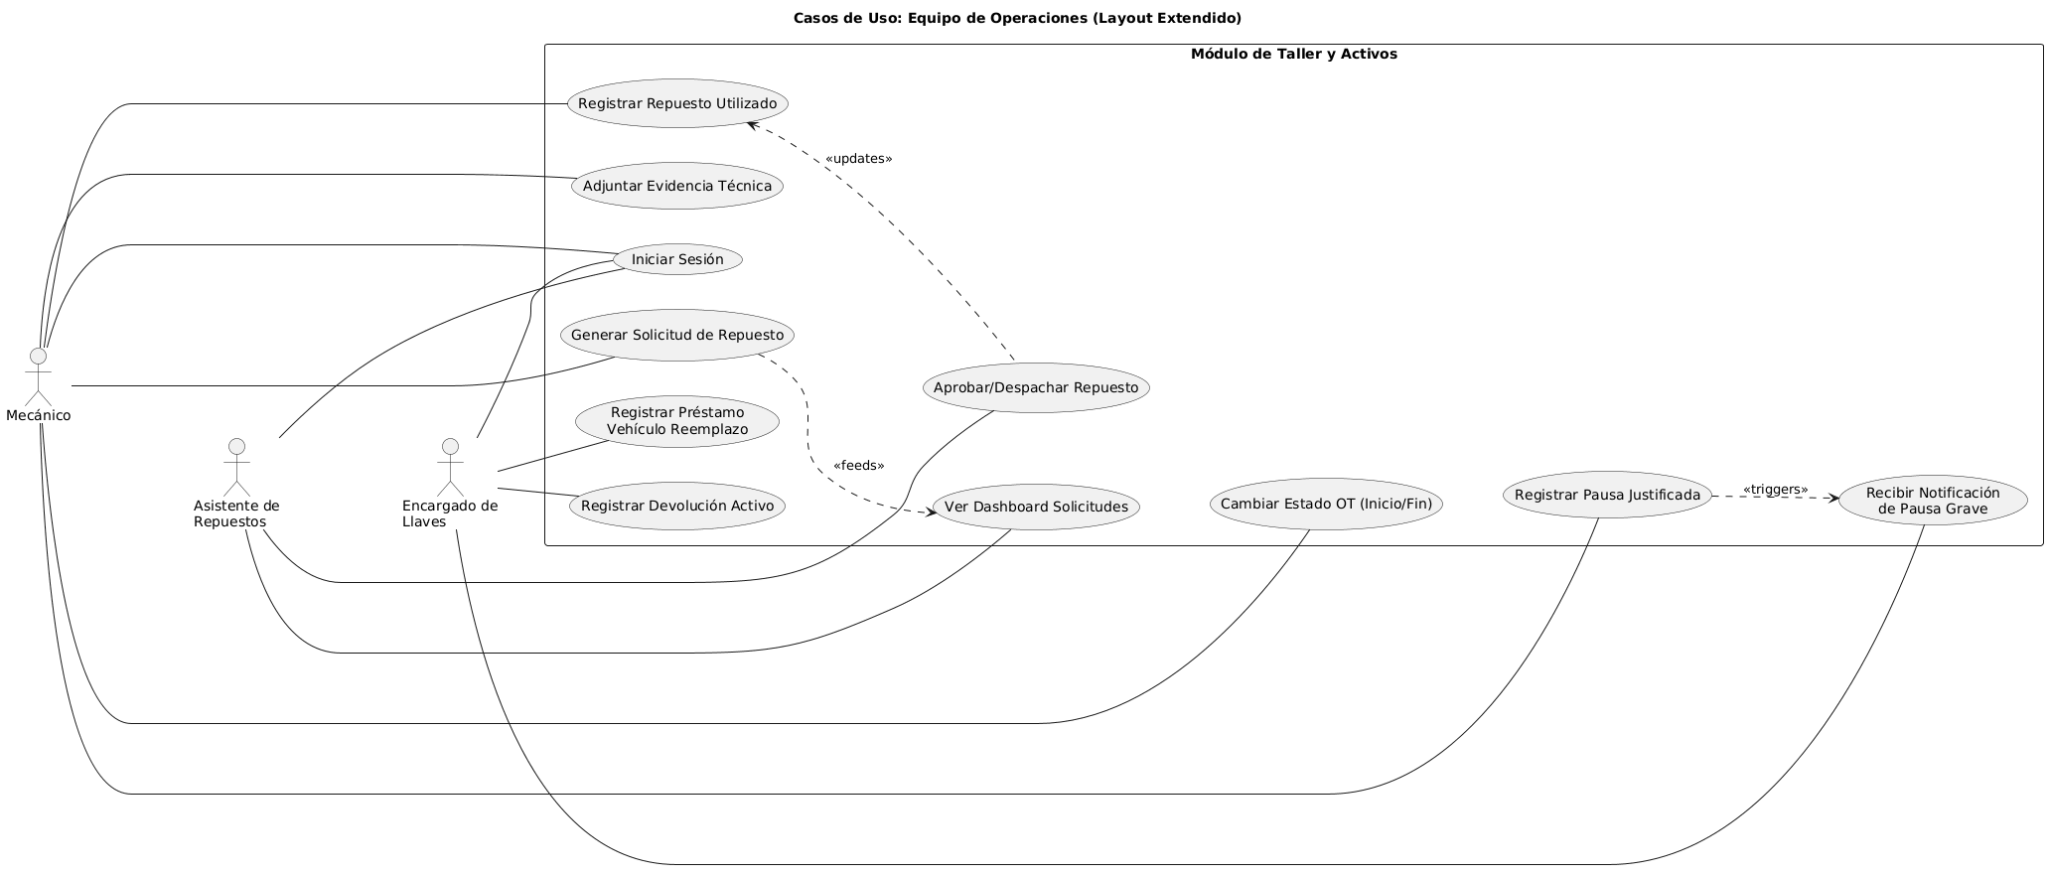 Casos de Uso: Equipo de Operaciones (Layout Extendido)
Módulo de Taller y Activos
Registrar Repuesto Utilizado
«updates»
Adjuntar Evidencia Técnica
Iniciar Sesión
Generar Solicitud de Repuesto
Aprobar/Despachar Repuesto
Mecánico
Registrar Préstamo
Vehículo Reemplazo
«feeds»
Asistente de
Repuestos
Encargado de
Llaves
Registrar Devolución Activo
Ver Dashboard Solicitudes
Cambiar Estado OT (Inicio/Fin)
Registrar Pausa Justificada
«triggers»
Recibir Notificación
de Pausa Grave